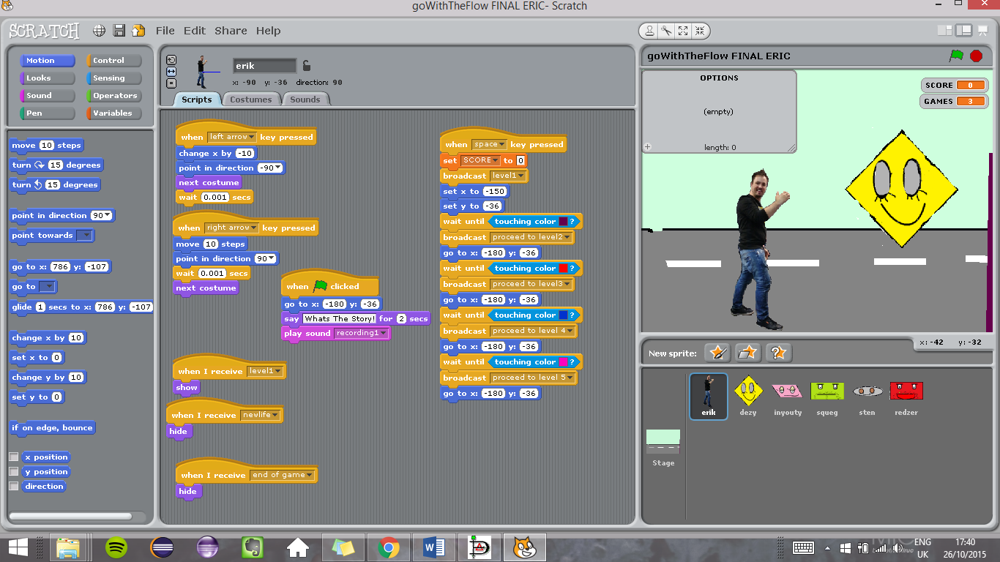 goWithTheFlow FINAL ERIC- Scratch
SCRATCH File Edit Share Help
Motion Control
Looks Sensing
Sound Operators
Pen Variables
move 10 steps
turn 15 degrees
turn 15 degrees
point in direction 90
point towards
go to x: 786 y: -107
go to
glide 1 secs to x: 786 y: -107
change x by 10
set x to 0
change y by 10
set y to 0
if on edge, bounce
x position
y position
direction
erik
x: -90 y: -36 direction: 90
Scripts Costumes Sounds
when left arrow key pressed
change x by -10
point in direction -90
next costume
wait 0.001 secs
when right arrow key pressed
move 10 steps
point in direction 90
wait 0.001 secs
next costume
when clicked
go to x: -180 y: -36
say Whats The Story! for 2 secs
play sound recording1
when I receive level1
show
when I receive newlife
hide
when I receive end of game
hide
when space key pressed
set SCORE to 0
broadcast level1
set x to -150
set y to -36
wait until touching color ?
broadcast proceed to level2
go to x: -180 y: -36
wait until touching color ?
broadcast proceed to level3
go to x: -180 y: -36
wait until touching color ?
broadcast proceed to level 4
go to x: -180 y: -36
wait until touching color ?
broadcast proceed to level 5
go to x: -180 y: -36
goWithTheFlow FINAL ERIC
OPTIONS
(empty)
+ length: 0
SCORE 0
GAMES 3
x: -42 y: -32
New sprite:
erik dezy inyouty squeg sten redzer
Stage
ENG
UK
17:40
26/10/2015